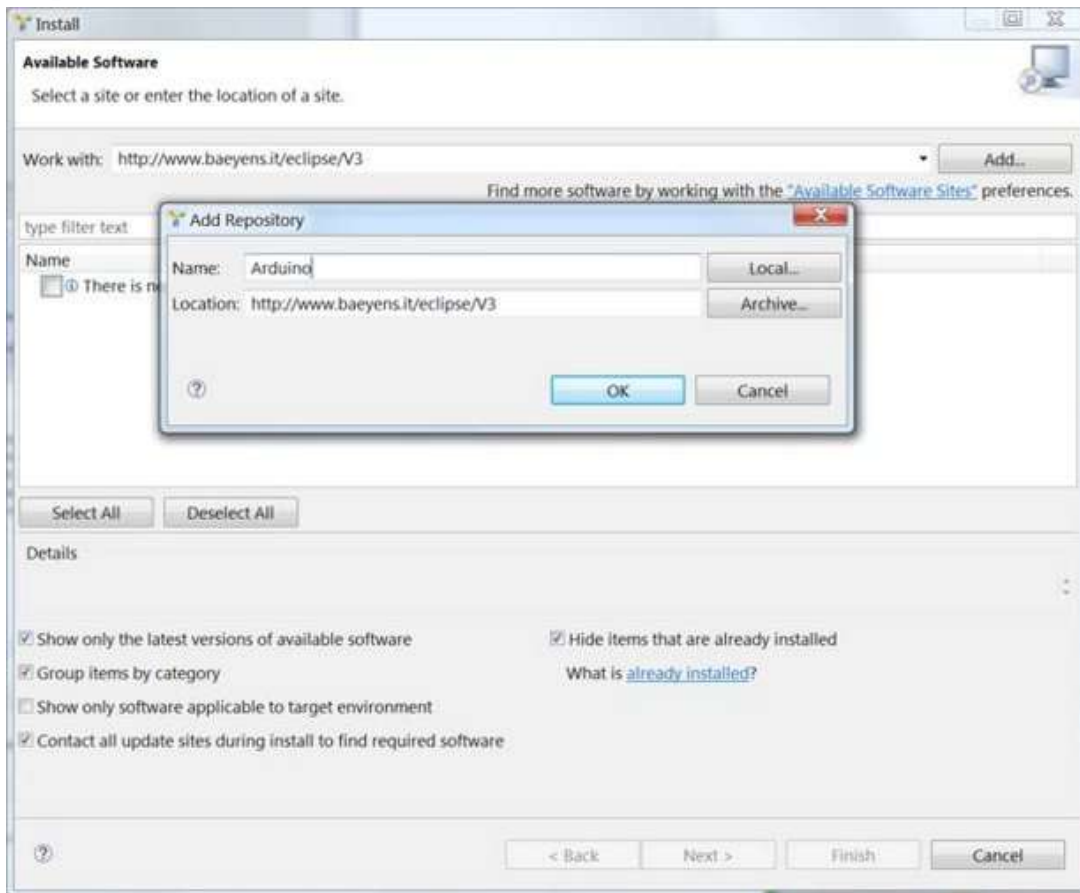 Install
Available Software
Select a site or enter the location of a site.
Work with: http://www.baeyens.it/eclipse/V3 Add...
Find more software by working with the "Available Software Sites" preferences.
type filter text
Add Repository
Name
There is
Name: Arduino Local...
Location: http://www.baeyens.it/eclipse/V3 Archive...
OK Cancel
Select All Deselect All
Details
Show only the latest versions of available software Hide items that are already installed
Group items by category What is already installed?
Show only software applicable to target environment
Contact all update sites during install to find required software
< Back Next > Finish Cancel